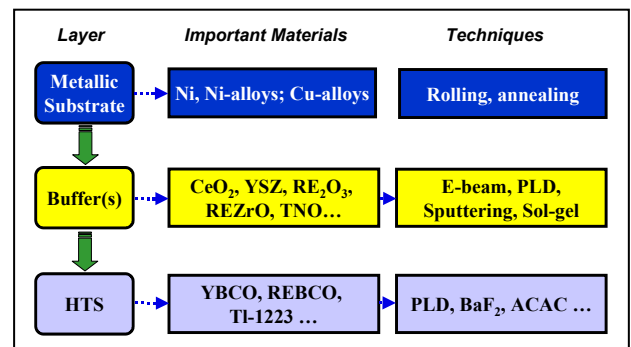 Layer Important Materials Techniques
Metallic
Substrate
Ni, Ni-alloys; Cu-alloys
Rolling, annealing
Buffer(s)
CeO₂, YSZ, RE₂O₃,
REZrO, TNO…
E-beam, PLD,
Sputtering, Sol-gel
HTS
YBCO, REBCO,
Tl-1223 …
PLD, BaF₂, ACAC …